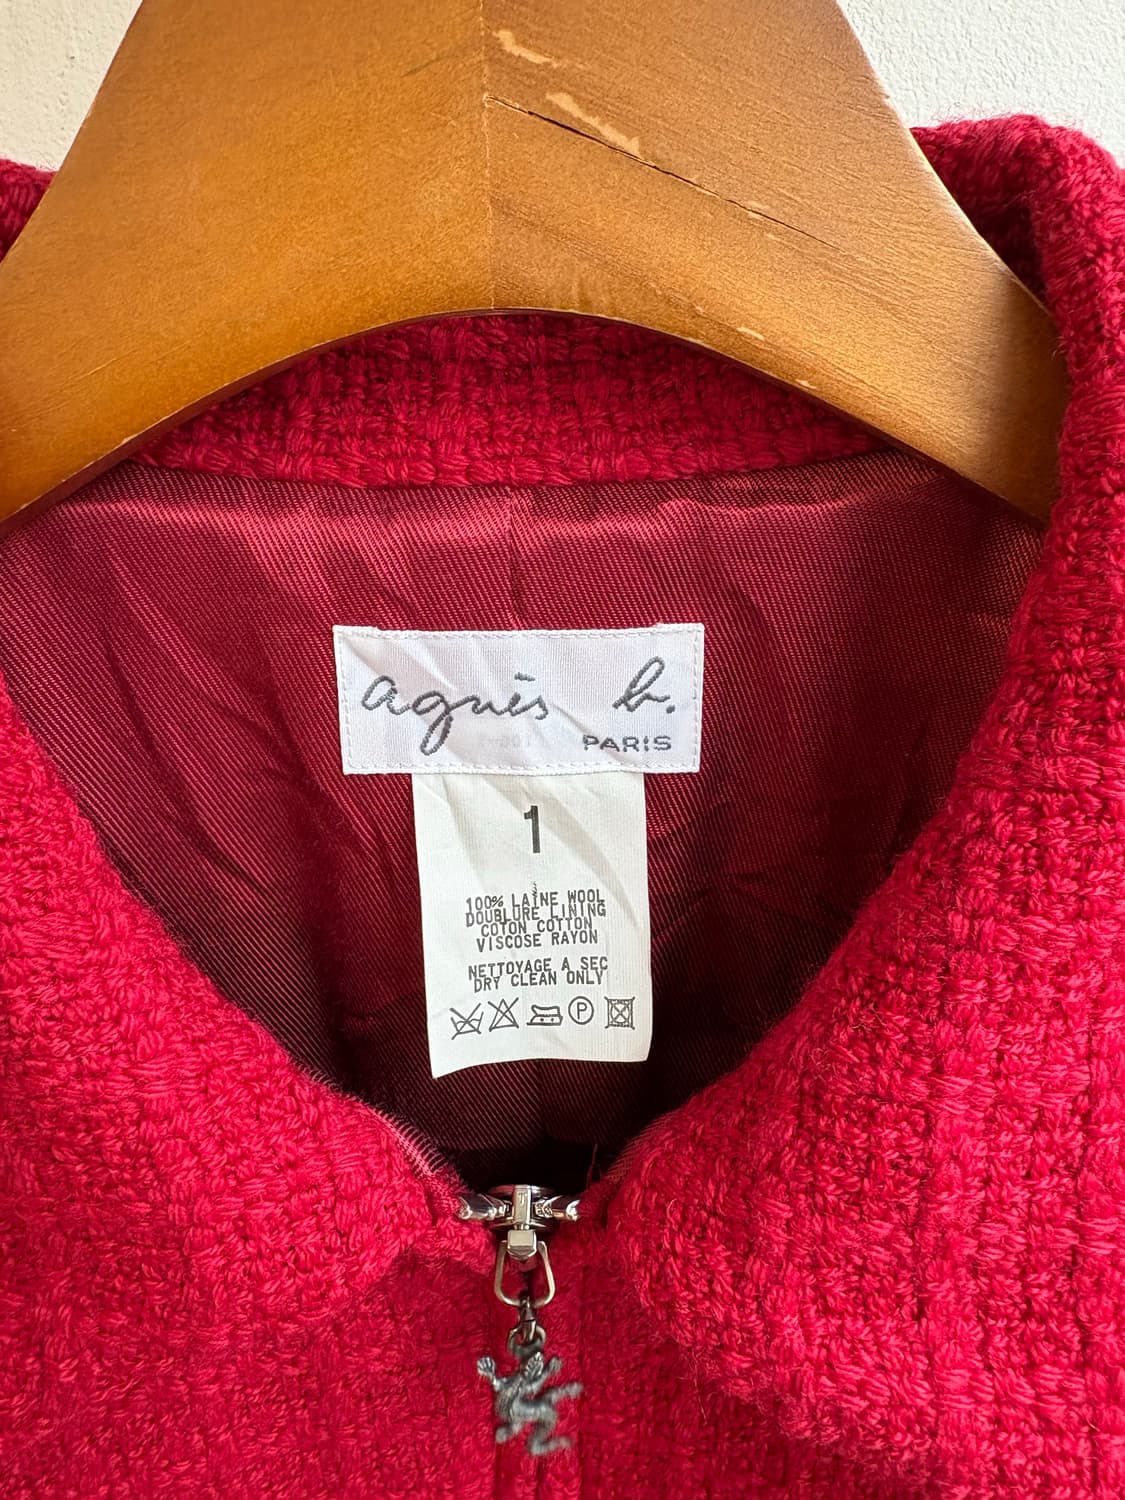 agnès b.
PARIS
1
100% LAINE WOOL
DOUBLURE LINING
COTON COTTON
VISCOSE RAYON
NETTOYAGE A SEC
DRY CLEAN ONLY
P